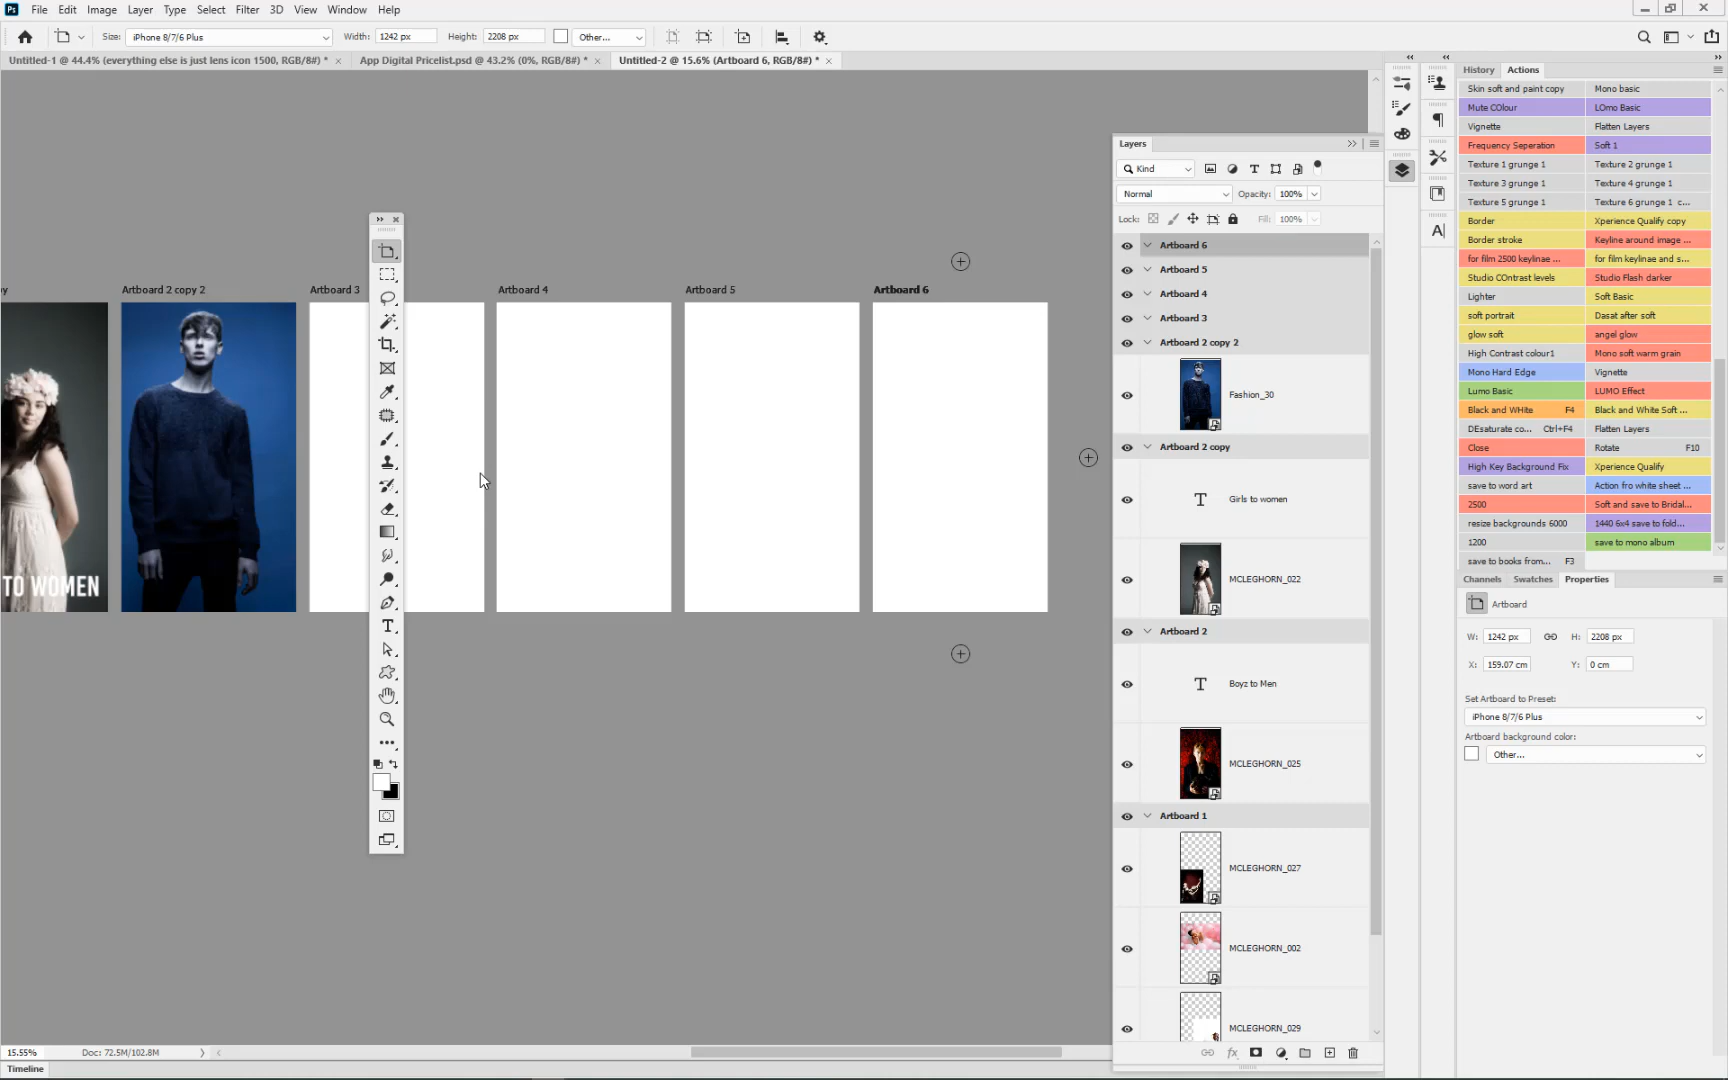 Ps File Edit Image Layer Type Select Filter 3D View Window Help
Size: iPhone 8/7/6 Plus Width: 1242 px Height: 2208 px Other...
Untitled-1 @ 44.4% (everything else is just lens icon 1500, RGB/8#) * × App Digital Pricelist.psd @ 43.2% (0%, RGB/8#) * × Untitled-2 @ 15.6% (Artboard 6, RGB/8#) * ×
History Actions
Skin soft and paint copy Mono basic
Mute COlour LOmo Basic
Vignette Flatten Layers
Frequency Seperation Soft 1
Texture 1 grunge 1 Texture 2 grunge 1
Texture 3 grunge 1 Texture 4 grunge 1
Texture 5 grunge 1 Texture 6 grunge 1 c...
Border Xperience Qualify copy
Border stroke Keyline around image ...
for film 2500 keylinae ... for film keylinae and s...
Studio COntrast levels Studio Flash darker
Lighter Soft Basic
soft portrait Dasat after soft
glow soft angel glow
High Contrast colour1 Mono soft warm grain
Mono Hard Edge Vignette
Lumo Basic LUMO Effect
Black and WHite F4 Black and White Soft ...
DEsaturate co... Ctrl+F4 Flatten Layers
Close Rotate F10
High Key Background Fix Xperience Qualify
save to word art Action fro white sheet ...
2500 Soft and save to Bridal...
resize backgrounds 6000 1440 6x4 save to fold...
1200 save to mono album
save to books from... F3
Channels Swatches Properties
Artboard
W: 1242 px H: 2208 px
X: 159.07 cm Y: 0 cm
Set Artboard to Preset:
iPhone 8/7/6 Plus
Artboard background color:
Other...
Layers
Kind
Normal Opacity: 100%
Lock: Fill: 100%
Artboard 6
Artboard 5
Artboard 4
Artboard 3
Artboard 2 copy 2
Fashion_30
Artboard 2 copy
T Girls to women
MCLEGHORN_022
Artboard 2
T Boyz to Men
MCLEGHORN_025
Artboard 1
MCLEGHORN_027
MCLEGHORN_002
MCLEGHORN_029
y Artboard 2 copy 2 Artboard 3 Artboard 4 Artboard 5 Artboard 6
TO WOMEN
15.55% Doc: 72.5M/102.8M
Timeline